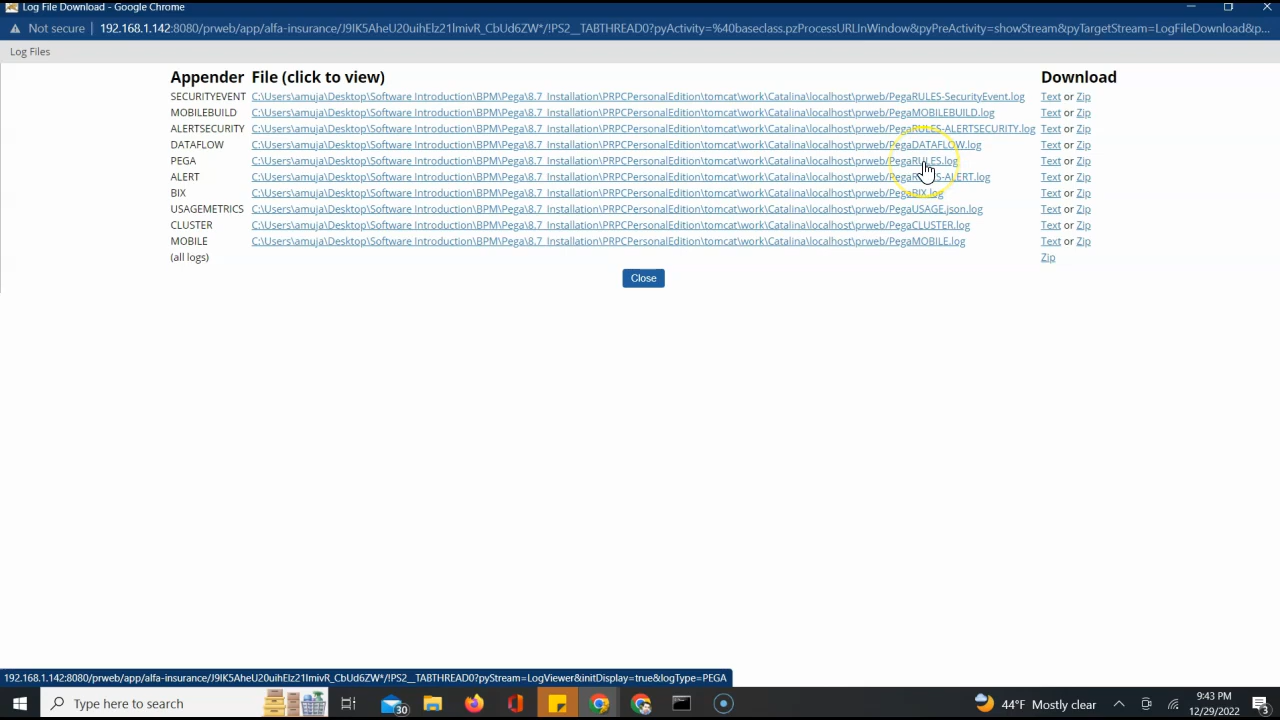 Log File Download - Google Chrome
Not secure 192.168.1.142:8080/prweb/app/alfa-insurance/J9IK5AheU20uihElz21lmivR_CbUd6ZW*/!PS2__TABTHREAD0?pyActivity=%40baseclass.pzProcessURLInWindow&pyPreActivity=showStream&pyTargetStream=LogFileDownload&p...
Log Files
Appender File (click to view) Download
SECURITYEVENT C:\Users\amuja\Desktop\Software Introduction\BPM\Pega\8.7_Installation\PRPCPersonalEdition\tomcat\work\Catalina\localhost\prweb/PegaRULES-SecurityEvent.log Text or Zip
MOBILEBUILD C:\Users\amuja\Desktop\Software Introduction\BPM\Pega\8.7_Installation\PRPCPersonalEdition\tomcat\work\Catalina\localhost\prweb/PegaMOBILEBUILD.log Text or Zip
ALERTSECURITY C:\Users\amuja\Desktop\Software Introduction\BPM\Pega\8.7_Installation\PRPCPersonalEdition\tomcat\work\Catalina\localhost\prweb/PegaRULES-ALERTSECURITY.log Text or Zip
DATAFLOW C:\Users\amuja\Desktop\Software Introduction\BPM\Pega\8.7_Installation\PRPCPersonalEdition\tomcat\work\Catalina\localhost\prweb/PegaDATAFLOW.log Text or Zip
PEGA C:\Users\amuja\Desktop\Software Introduction\BPM\Pega\8.7_Installation\PRPCPersonalEdition\tomcat\work\Catalina\localhost\prweb/PegaRULES.log Text or Zip
ALERT C:\Users\amuja\Desktop\Software Introduction\BPM\Pega\8.7_Installation\PRPCPersonalEdition\tomcat\work\Catalina\localhost\prweb/PegaRULES-ALERT.log Text or Zip
BIX C:\Users\amuja\Desktop\Software Introduction\BPM\Pega\8.7_Installation\PRPCPersonalEdition\tomcat\work\Catalina\localhost\prweb/PegaBIX.log Text or Zip
USAGEMETRICS C:\Users\amuja\Desktop\Software Introduction\BPM\Pega\8.7_Installation\PRPCPersonalEdition\tomcat\work\Catalina\localhost\prweb/PegaUSAGE.json.log Text or Zip
CLUSTER C:\Users\amuja\Desktop\Software Introduction\BPM\Pega\8.7_Installation\PRPCPersonalEdition\tomcat\work\Catalina\localhost\prweb/PegaCLUSTER.log Text or Zip
MOBILE C:\Users\amuja\Desktop\Software Introduction\BPM\Pega\8.7_Installation\PRPCPersonalEdition\tomcat\work\Catalina\localhost\prweb/PegaMOBILE.log Text or Zip
(all logs) Zip
Close
192.168.1.142:8080/prweb/app/alfa-insurance/J9IK5AheU20uihElz21lmivR_CbUd6ZW*/!PS2__TABTHREAD0?pyStream=LogViewer&initDisplay=true&logType=PEGA
Type here to search 30 44°F Mostly clear 9:43 PM
12/29/2022 3